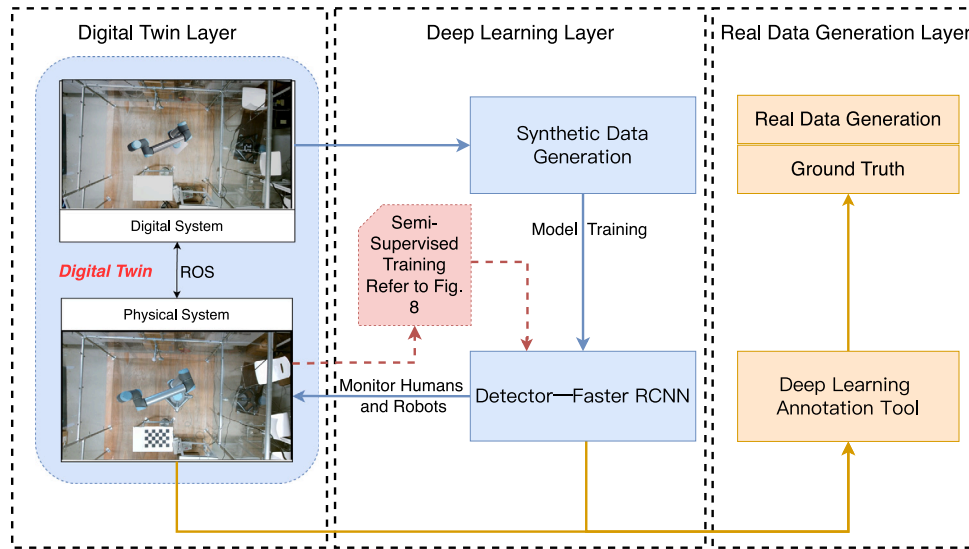 Digital Twin Layer
Digital System
Digital Twin
ROS
Physical System
Deep Learning Layer
Synthetic Data
Generation
Model Training
Semi-
Supervised
Training
Refer to Fig.
8
Monitor Humans
and Robots
Detector—Faster RCNN
Real Data Generation Layer
Real Data Generation
Ground Truth
Deep Learning
Annotation Tool